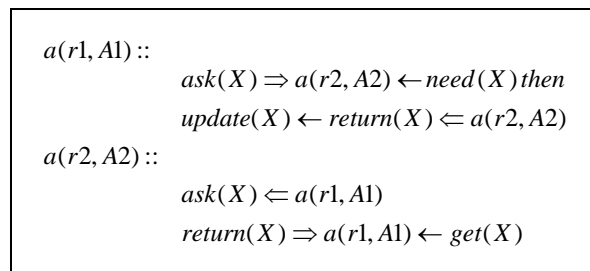 a(r1, A1) ::
ask(X) ⇒ a(r2, A2) ← need(X) then
update(X) ← return(X) ⇐ a(r2, A2)
a(r2, A2) ::
ask(X) ⇐ a(r1, A1)
return(X) ⇒ a(r1, A1) ← get(X)